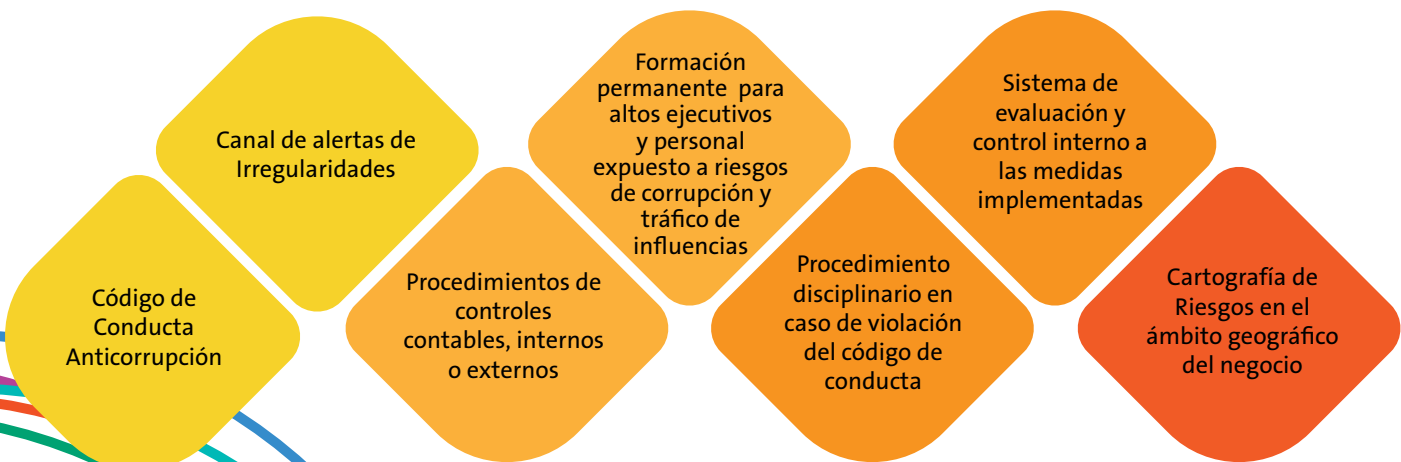 Código de
Conducta
Anticorrupción
Canal de alertas de
Irregularidades
Procedimientos de
controles
contables, internos
o externos
Formación
permanente para
altos ejecutivos
y personal
expuesto a riesgos
de corrupción y
tráfico de
influencias
Procedimiento
disciplinario en
caso de violación
del código de
conducta
Sistema de
evaluación y
control interno a
las medidas
implementadas
Cartografía de
Riesgos en el
ámbito geográfico
del negocio